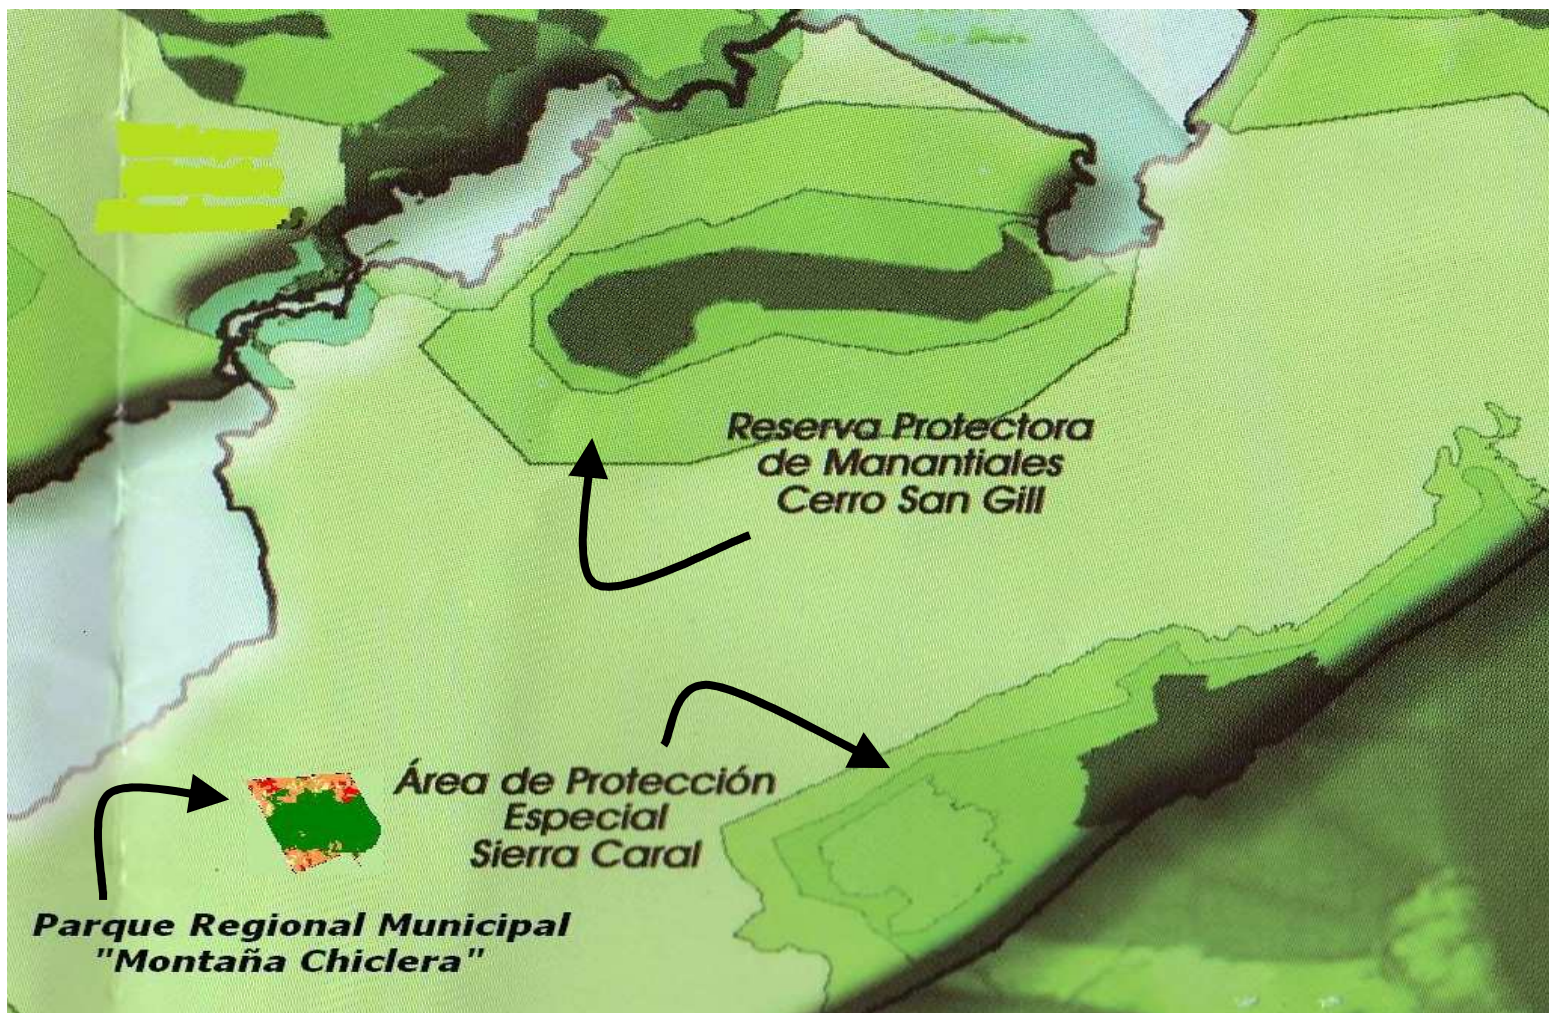 Reserva Protectora
de Manantiales
Cerro San Gill
Área de Protección
Especial
Sierra Caral
Parque Regional Municipal
"Montaña Chiclera"